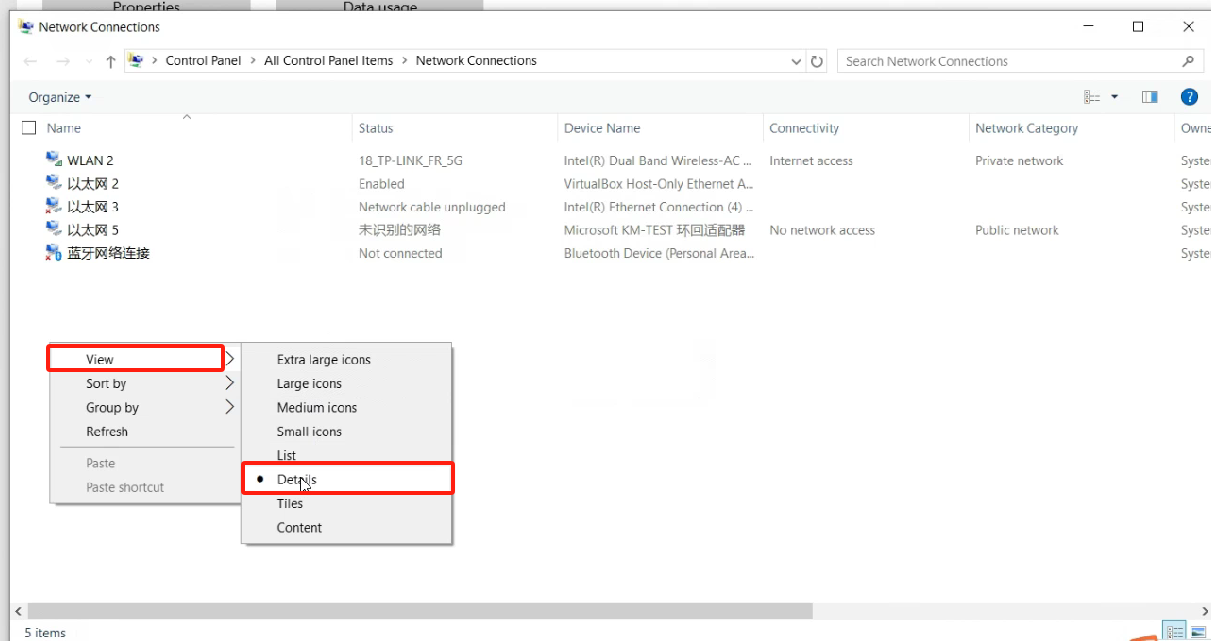 Properties Data usage
Network Connections
Control Panel > All Control Panel Items > Network Connections Search Network Connections
Organize
Name Status Device Name Connectivity Network Category Owne
WLAN 2 18_TP-LINK_FR_5G Intel(R) Dual Band Wireless-AC ... Internet access Private network Syste
以太网 2 Enabled VirtualBox Host-Only Ethernet A... Syste
以太网 3 Network cable unplugged Intel(R) Ethernet Connection (4) ... Syste
以太网 5 未识别的网络 Microsoft KM-TEST 环回适配器 No network access Public network Syste
蓝牙网络连接 Not connected Bluetooth Device (Personal Area... Syste
View
Sort by
Group by
Refresh
Paste
Paste shortcut
Extra large icons
Large icons
Medium icons
Small icons
List
Details
Tiles
Content
5 items